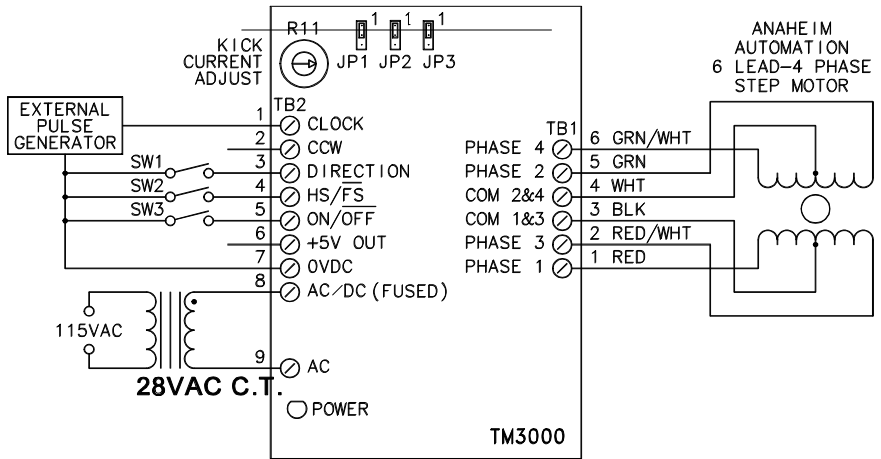 R11
KICK
CURRENT
ADJUST
1
1
1
JP1
JP2
JP3
TB2
EXTERNAL
PULSE
GENERATOR
1 CLOCK
2 CCW
SW1 3 DIRECTION
SW2 4 HS/F̅S̅
SW3 5 ON/O̅F̅F̅
6 +5V OUT
7 0VDC
8 AC/DC (FUSED)
115VAC
9 AC
28VAC C.T.
POWER
TM3000
TB1
PHASE 4 6 GRN/WHT
PHASE 2 5 GRN
COM 2&4 4 WHT
COM 1&3 3 BLK
PHASE 3 2 RED/WHT
PHASE 1 1 RED
ANAHEIM
AUTOMATION
6 LEAD-4 PHASE
STEP MOTOR